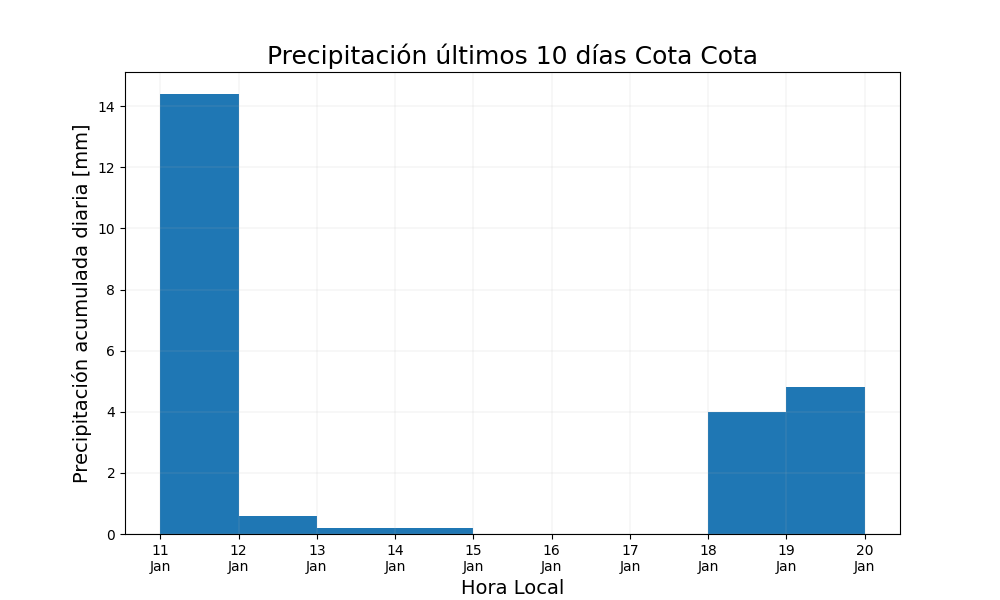 Precipitación últimos 10 días Cota Cota
Precipitación acumulada diaria [mm]
14
12
10
8
6
4
2
0
11 12 13 14 15 16 17 18 19 20
Jan Jan Jan Jan Jan Jan Jan Jan Jan Jan
Hora Local